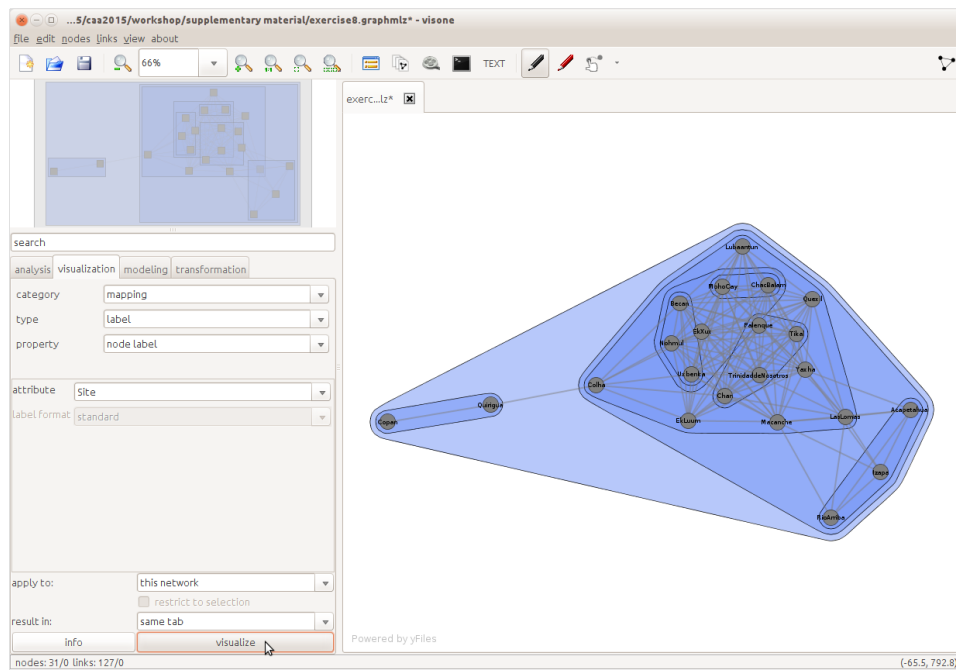 ...5/caa2015/workshop/supplementary material/exercise8.graphmlz* - visone
file edit nodes links view about
66%
TEXT
exerc...lz*
search
analysis visualization modeling transformation
category mapping
type label
property node label
attribute Site
label format standard
apply to: this network
restrict to selection
result in: same tab
info visualize
nodes: 31/0 links: 127/0
Lubaantun
MohoCay ChacBalam
Becan Quexil
EkXux Palenque Tikal
Nohmul
Uxbenka TrinidaddeNosotros Yaxha
Colha
Chan
Quirigua
Copan EkLuum Mazanche LasLomas Acapetahua
Izapa
RioArriba
Powered by yFiles
(-65.5, 792.8)